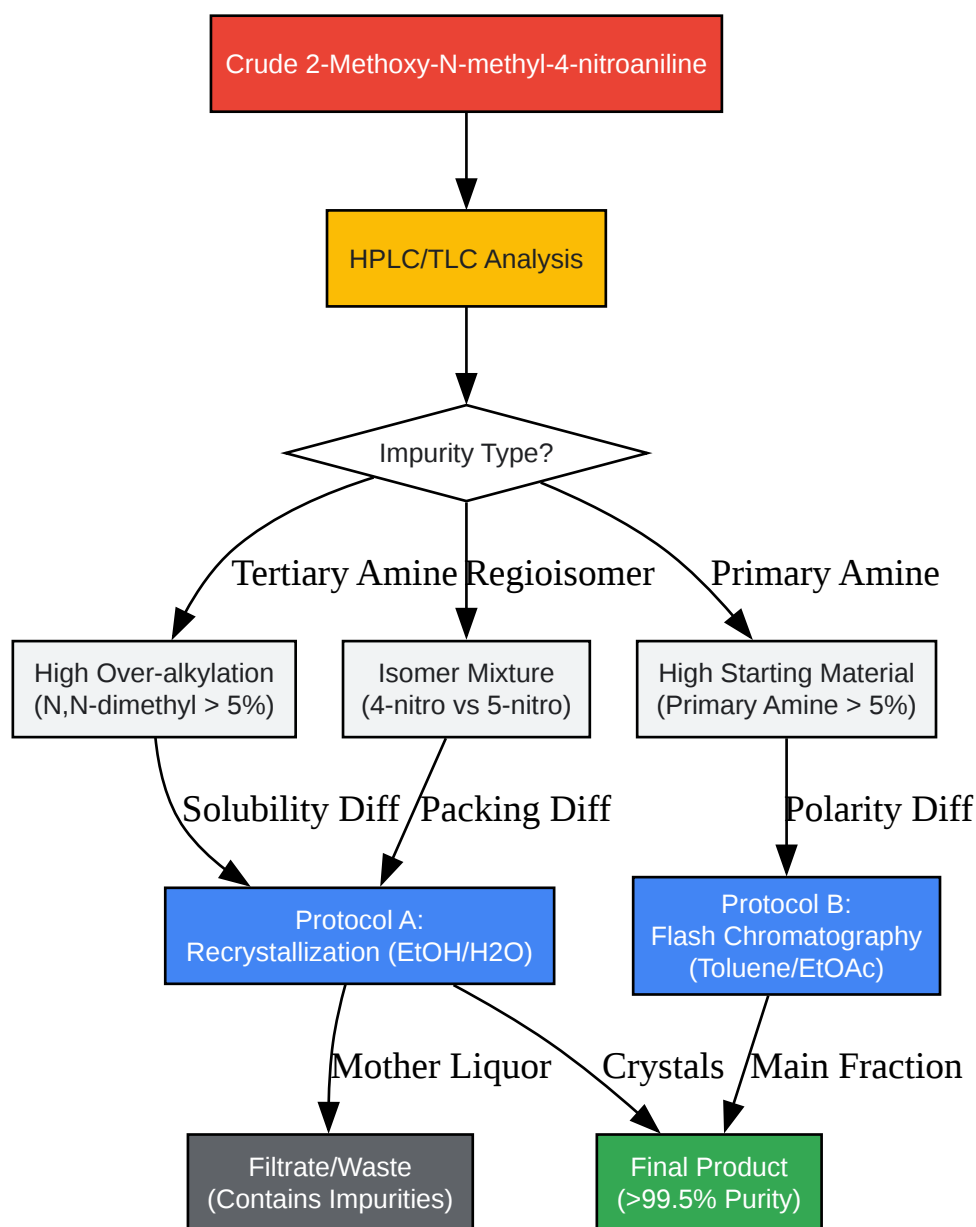 Crude 2-Methoxy-N-methyl-4-nitroaniline
HPLC/TLC Analysis
Impurity Type?
Tertiary Amine
Regioisomer
Primary Amine
High Over-alkylation
(N,N-dimethyl > 5%)
Isomer Mixture
(4-nitro vs 5-nitro)
High Starting Material
(Primary Amine > 5%)
Solubility Diff
Packing Diff
Polarity Diff
Protocol A:
Recrystallization (EtOH/H2O)
Protocol B:
Flash Chromatography
(Toluene/EtOAc)
Mother Liquor
Crystals
Main Fraction
Filtrate/Waste
(Contains Impurities)
Final Product
(>99.5% Purity)